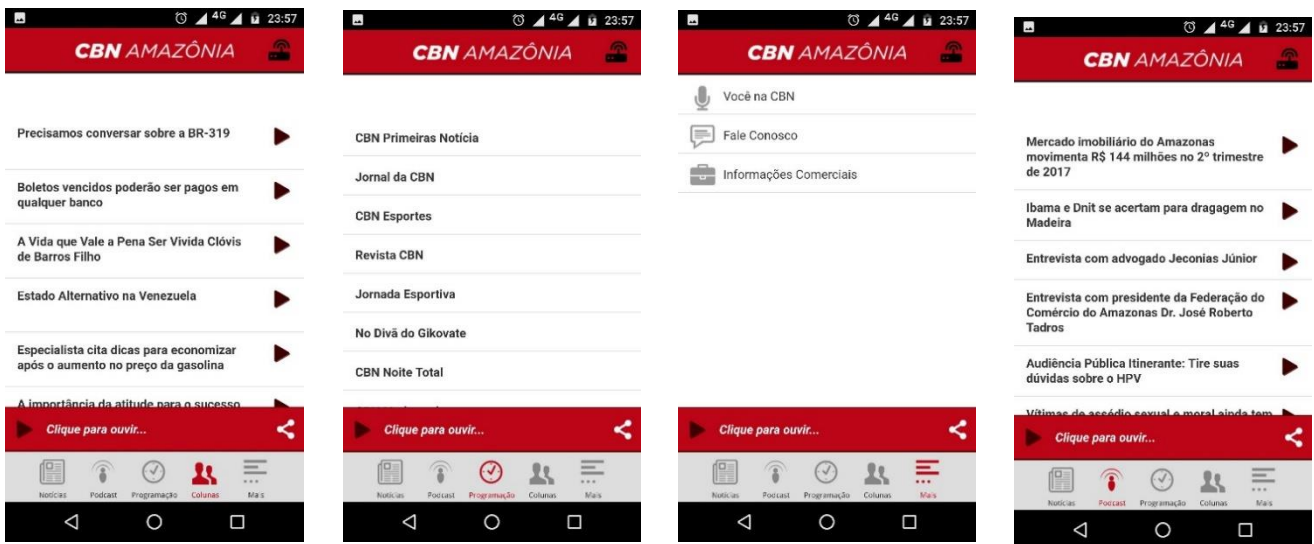 4G 23:57
CBN AMAZÔNIA
Precisamos conversar sobre a BR-319
Boletos vencidos poderão ser pagos em
qualquer banco
A Vida que Vale a Pena Ser Vivida Clóvis
de Barros Filho
Estado Alternativo na Venezuela
Especialista cita dicas para economizar
após o aumento no preço da gasolina
A importância da atitude para o sucesso
Clique para ouvir...
Notícias Podcast Programação Colunas Mais
4G 23:57
CBN AMAZÔNIA
CBN Primeiras Notícia
Jornal da CBN
CBN Esportes
Revista CBN
Jornada Esportiva
No Divã do Gikovate
CBN Noite Total
Clique para ouvir...
Notícias Podcast Programação Colunas Mais
4G 23:57
CBN AMAZÔNIA
Você na CBN
Fale Conosco
Informações Comerciais
Clique para ouvir...
Notícias Podcast Programação Colunas Mais
4G 23:57
CBN AMAZÔNIA
Mercado imobiliário do Amazonas
movimenta R$ 144 milhões no 2º trimestre
de 2017
Ibama e Dnit se acertam para dragagem no
Madeira
Entrevista com advogado Jeconias Júnior
Entrevista com presidente da Federação do
Comércio do Amazonas Dr. José Roberto
Tadros
Audiência Pública Itinerante: Tire suas
dúvidas sobre o HPV
Vítimas de assédio sexual e moral ainda tem
Clique para ouvir...
Notícias Podcast Programação Colunas Mais